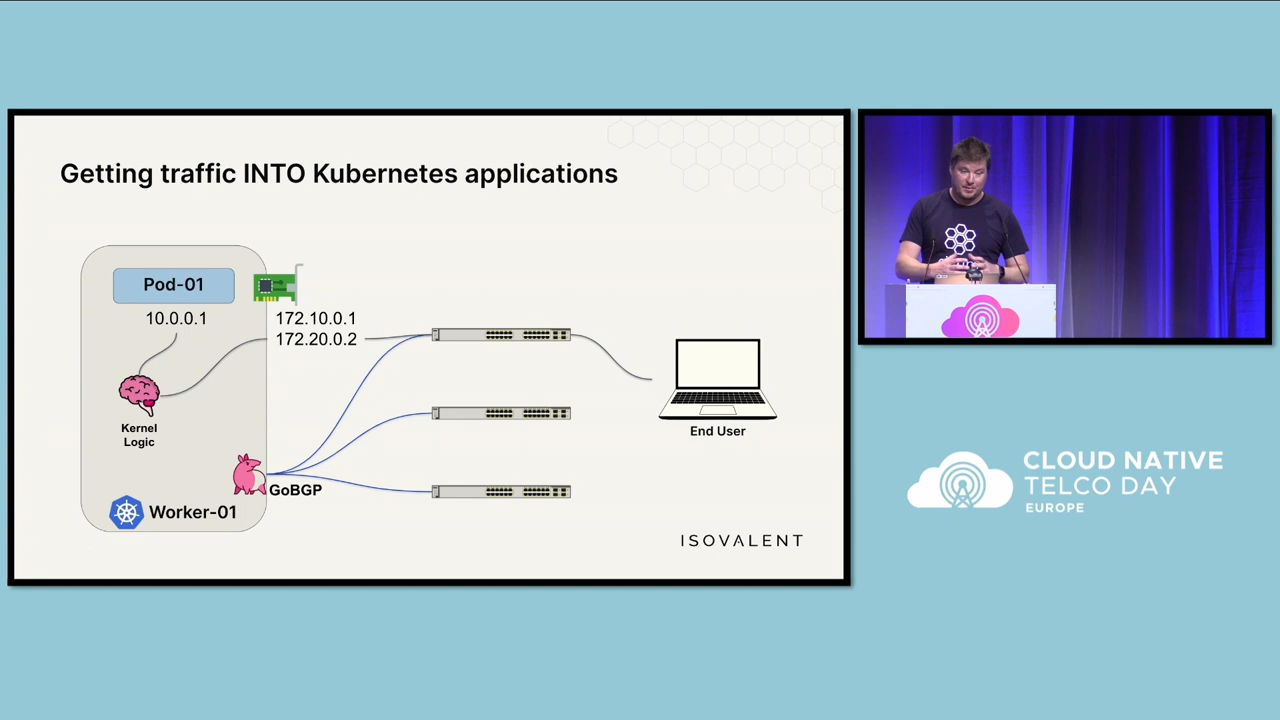 Getting traffic INTO Kubernetes applications
Pod-01
10.0.0.1
172.10.0.1
172.20.0.2
Kernel
Logic
End User
GoBGP
Worker-01
ISOVALENT
CLOUD NATIVE
TELCO DAY
EUROPE